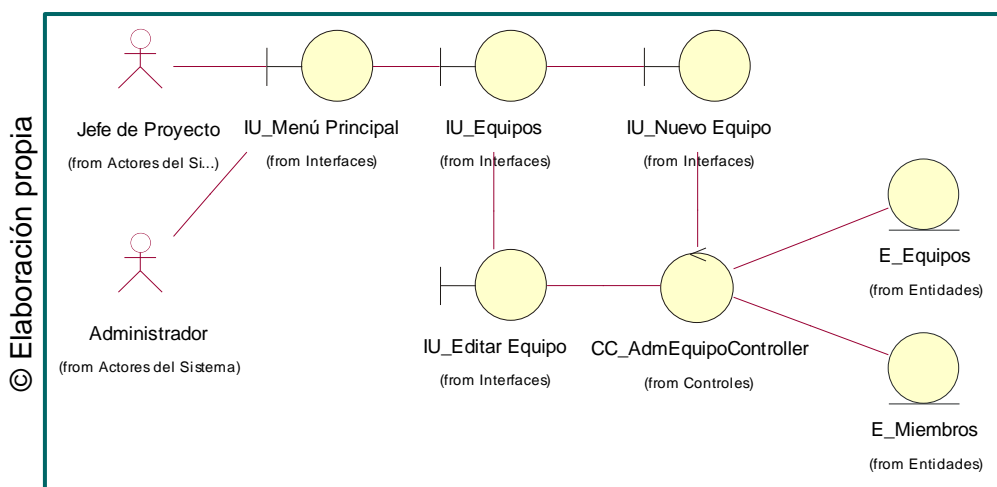 © Elaboración propia
Jefe de Proyecto
(from Actores del Si...)
IU_Menú Principal
(from Interfaces)
IU_Equipos
(from Interfaces)
IU_Nuevo Equipo
(from Interfaces)
Administrador
(from Actores del Sistema)
IU_Editar Equipo
(from Interfaces)
CC_AdmEquipoController
(from Controles)
E_Equipos
(from Entidades)
E_Miembros
(from Entidades)